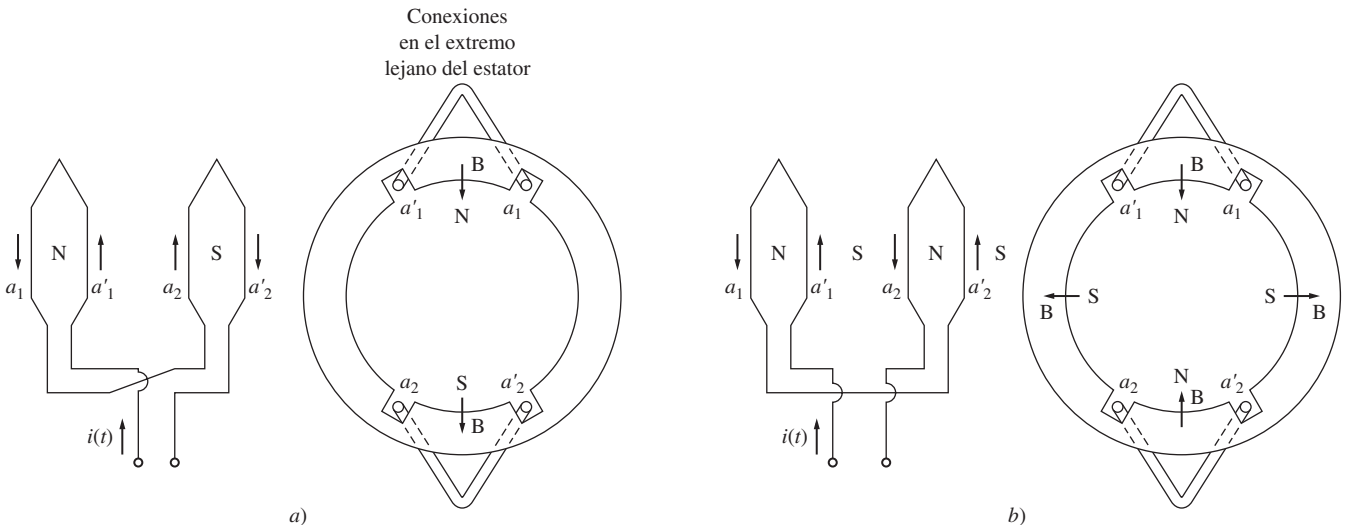 Conexiones
en el extremo
lejano del estator
B
N
a'1 a1
N S
a1 a'1 a2 a'2
a2 S a'2
B
i(t)
a)
B
N
a'1 a1
N S N S
a1 a'1 a2 a'2
S S
B B
a2 N a'2
B
i(t)
b)